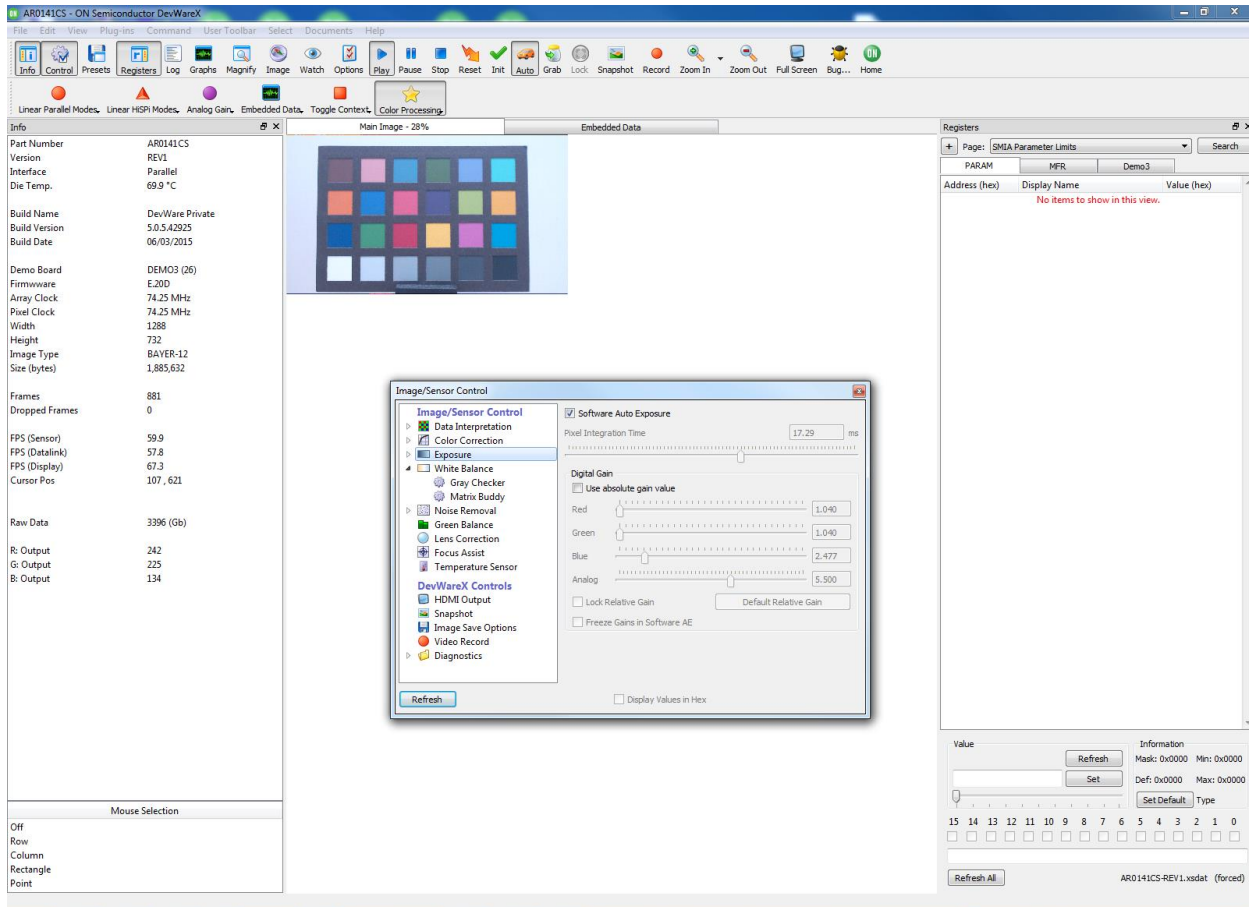 AR0141CS - ON Semiconductor DevWareX
File Edit View Plug-ins Command User Toolbar Select Documents Help
Info Control Presets Registers Log Graphs Magnify Image Watch Options Play Pause Stop Reset Init Auto Grab Lock Snapshot Record Zoom In Zoom Out Full Screen Bug... Home
Linear Parallel Modes Linear HiSPi Modes Analog Gain Embedded Data Toggle Context Color Processing
Info
Part Number AR0141CS
Version REV1
Interface Parallel
Die Temp. 69.9 °C
Build Name DevWare Private
Build Version 5.0.5.42925
Build Date 06/03/2015
Demo Board DEMO3 (26)
Firmwware E.20D
Array Clock 74.25 MHz
Pixel Clock 74.25 MHz
Width 1288
Height 732
Image Type BAYER-12
Size (bytes) 1,885,632
Frames 881
Dropped Frames 0
FPS (Sensor) 59.9
FPS (Datalink) 57.8
FPS (Display) 67.3
Cursor Pos 107 , 621
Raw Data 3396 (Gb)
R: Output 242
G: Output 225
B: Output 134
Mouse Selection
Off
Row
Column
Rectangle
Point
Main Image - 28% Embedded Data
Image/Sensor Control
Image/Sensor Control
Data Interpretation
Color Correction
Exposure
White Balance
Gray Checker
Matrix Buddy
Noise Removal
Green Balance
Lens Correction
Focus Assist
Temperature Sensor
DevWareX Controls
HDMI Output
Snapshot
Image Save Options
Video Record
Diagnostics
Refresh
Software Auto Exposure
Pixel Integration Time 17.29 ms
Digital Gain
Use absolute gain value
Red 1.040
Green 1.040
Blue 2.477
Analog 5.500
Lock Relative Gain Default Relative Gain
Freeze Gains in Software AE
Display Values in Hex
Registers
+ Page: SMIA Parameter Limits Search
PARAM MFR Demo3
Address (hex) Display Name Value (hex)
No items to show in this view.
Value
Refresh
Set
Information
Mask: 0x0000 Min: 0x0000
Def: 0x0000 Max: 0x0000
Set Default Type
15 14 13 12 11 10 9 8 7 6 5 4 3 2 1 0
Refresh All AR0141CS-REV1.xsdat (forced)